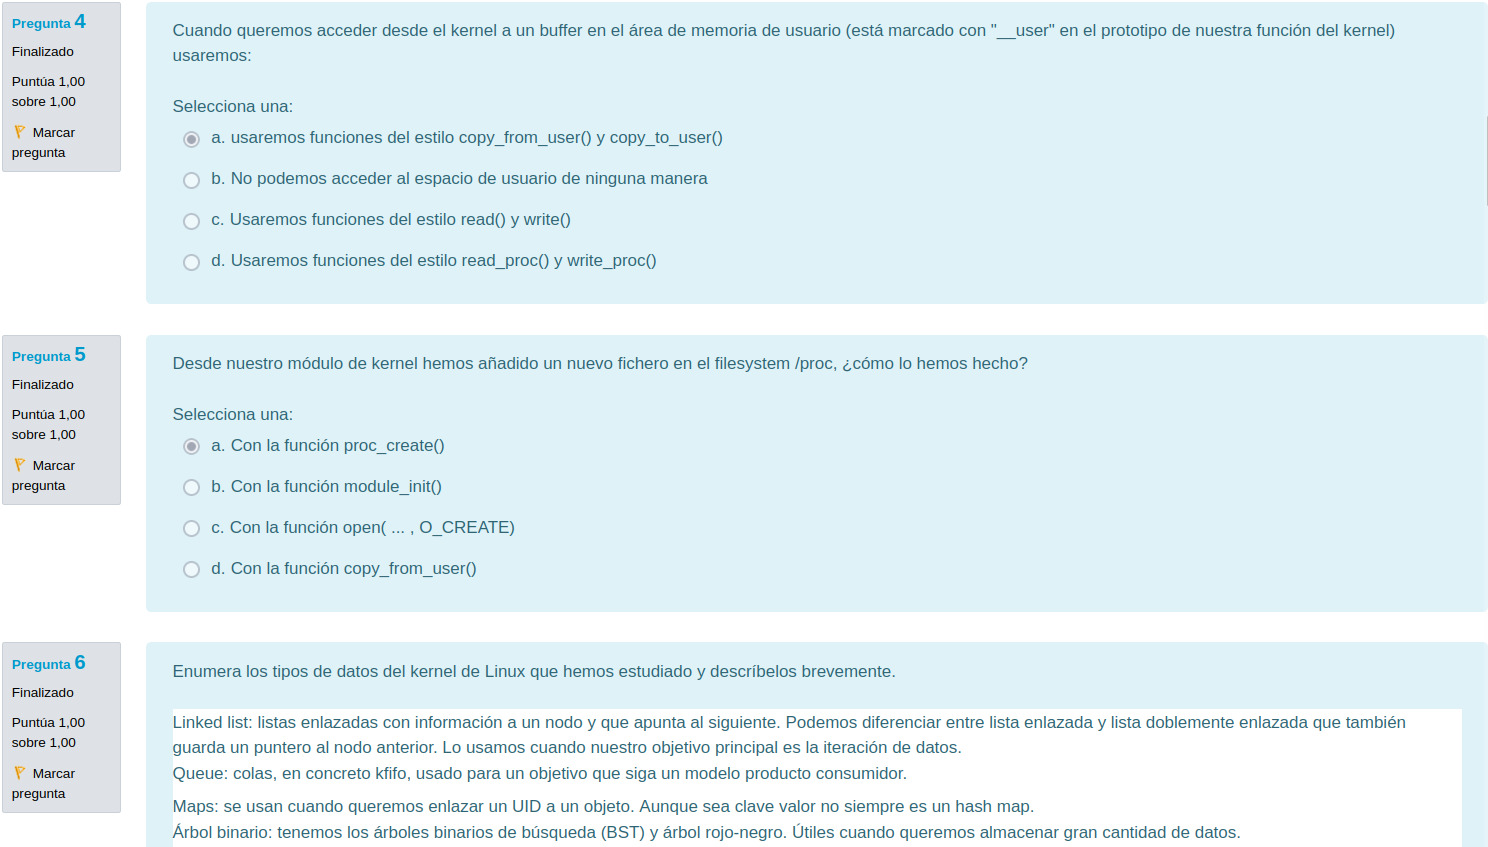 Pregunta 4
Finalizado
Puntúa 1,00
sobre 1,00
Marcar
pregunta
Cuando queremos acceder desde el kernel a un buffer en el área de memoria de usuario (está marcado con "__user" en el prototipo de nuestra función del kernel)
usaremos:
Selecciona una:
a. usaremos funciones del estilo copy_from_user() y copy_to_user()
b. No podemos acceder al espacio de usuario de ninguna manera
c. Usaremos funciones del estilo read() y write()
d. Usaremos funciones del estilo read_proc() y write_proc()
Pregunta 5
Finalizado
Puntúa 1,00
sobre 1,00
Marcar
pregunta
Desde nuestro módulo de kernel hemos añadido un nuevo fichero en el filesystem /proc, ¿cómo lo hemos hecho?
Selecciona una:
a. Con la función proc_create()
b. Con la función module_init()
c. Con la función open( ... , O_CREATE)
d. Con la función copy_from_user()
Pregunta 6
Finalizado
Puntúa 1,00
sobre 1,00
Marcar
pregunta
Enumera los tipos de datos del kernel de Linux que hemos estudiado y descríbelos brevemente.
Linked list: listas enlazadas con información a un nodo y que apunta al siguiente. Podemos diferenciar entre lista enlazada y lista doblemente enlazada que también
guarda un puntero al nodo anterior. Lo usamos cuando nuestro objetivo principal es la iteración de datos.
Queue: colas, en concreto kfifo, usado para un objetivo que siga un modelo producto consumidor.
Maps: se usan cuando queremos enlazar un UID a un objeto. Aunque sea clave valor no siempre es un hash map.
Árbol binario: tenemos los árboles binarios de búsqueda (BST) y árbol rojo-negro. Útiles cuando queremos almacenar gran cantidad de datos.